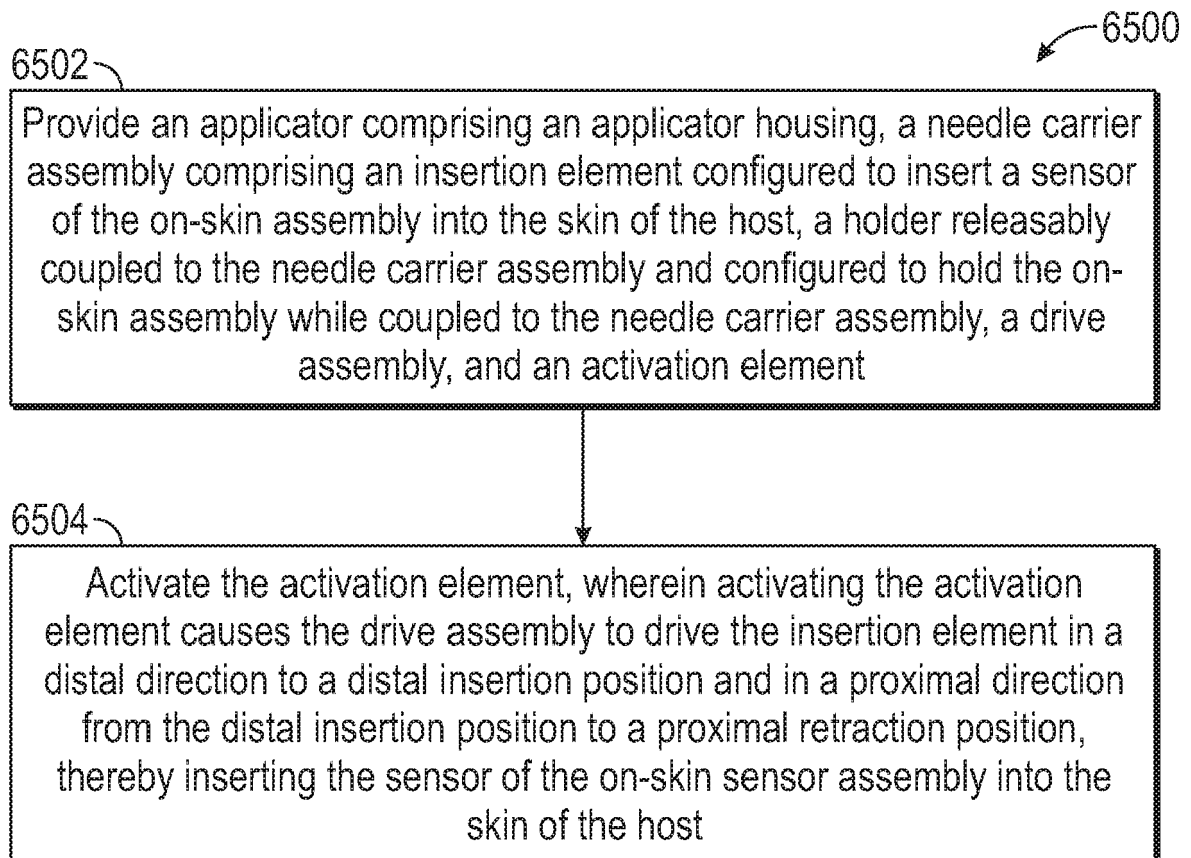 6500
6502
Provide an applicator comprising an applicator housing, a needle carrier
assembly comprising an insertion element configured to insert a sensor
of the on-skin assembly into the skin of the host, a holder releasably
coupled to the needle carrier assembly and configured to hold the on-
skin assembly while coupled to the needle carrier assembly, a drive
assembly, and an activation element
6504
Activate the activation element, wherein activating the activation
element causes the drive assembly to drive the insertion element in a
distal direction to a distal insertion position and in a proximal direction
from the distal insertion position to a proximal retraction position,
thereby inserting the sensor of the on-skin sensor assembly into the
skin of the host